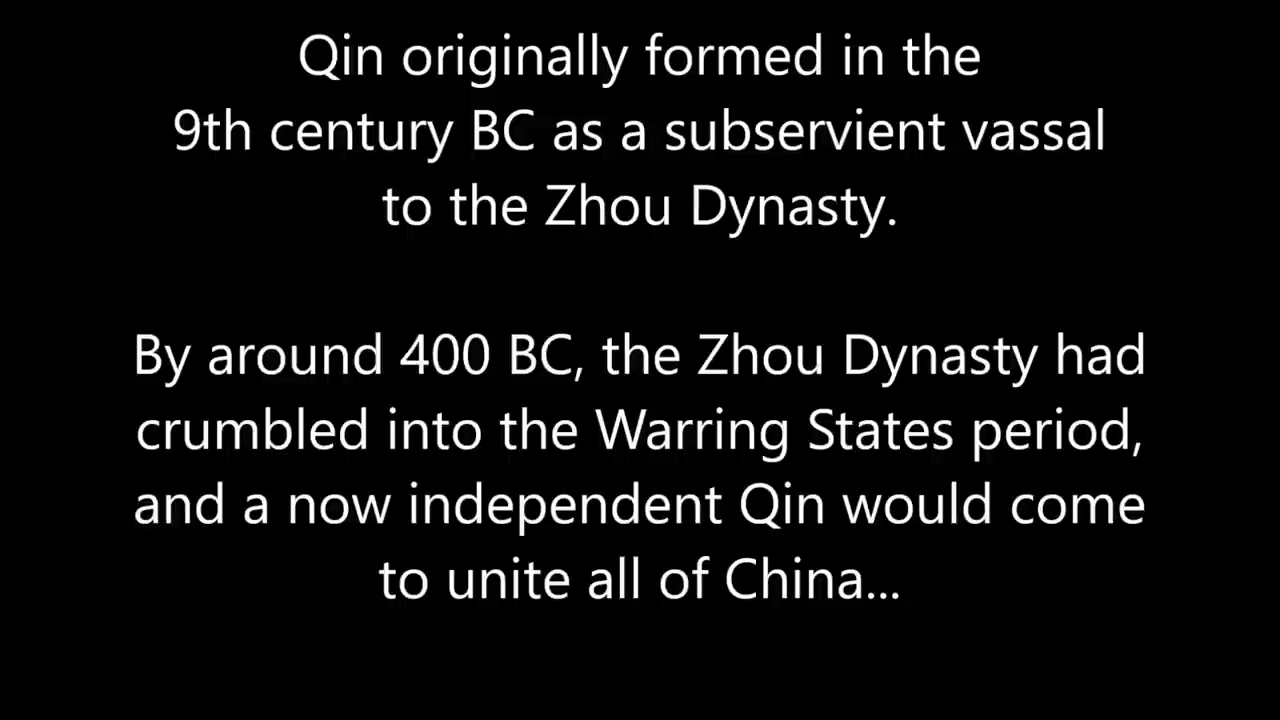 Qin originally formed in the
9th century BC as a subservient vassal
to the Zhou Dynasty.
By around 400 BC, the Zhou Dynasty had
crumbled into the Warring States period,
and a now independent Qin would come
to unite all of China...